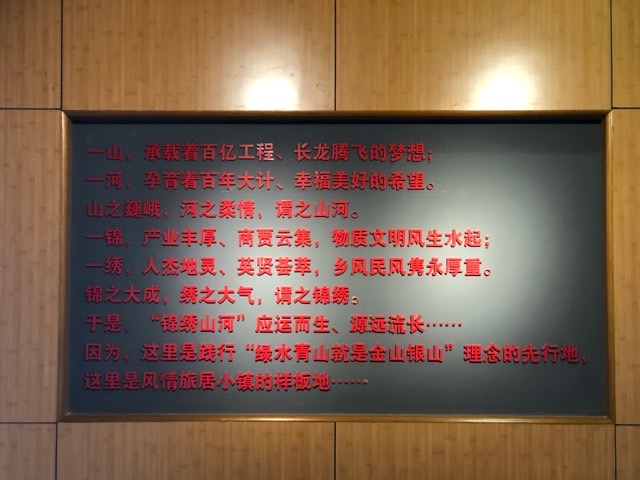 一山、承载着百亿工程、长龙腾飞的梦想；
一河、孕育着百年大计、幸福美好的希望。
山之巍峨，河之柔情，谓之山河。
一锦、产业丰厚、商贾云集，物质文明风生水起；
一绣、人杰地灵、英贤荟萃，乡风民风隽永厚重。
锦之大成，绣之大气，谓之锦绣。
于是、“锦绣山河”应运而生、源远流长……
因为、这里是践行“绿水青山就是金山银山”理念的先行地，
这里是风情旅居小镇的样板地……